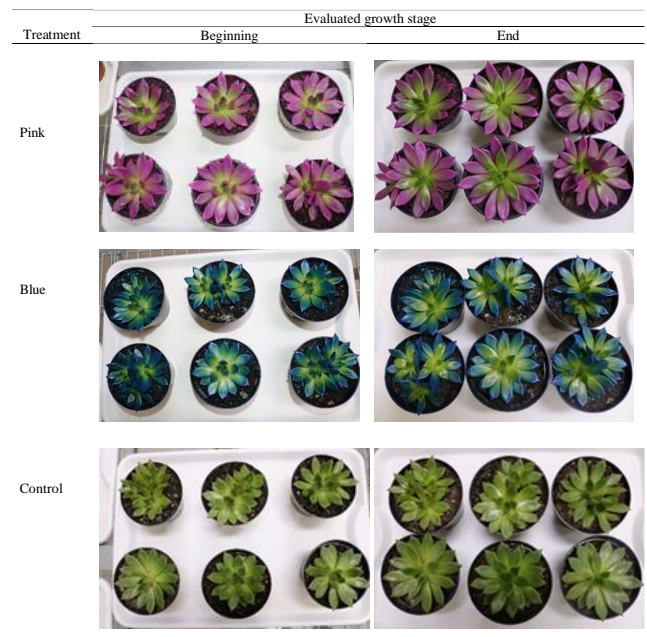 Evaluated growth stage
Treatment Beginning End
Pink
Blue
Control